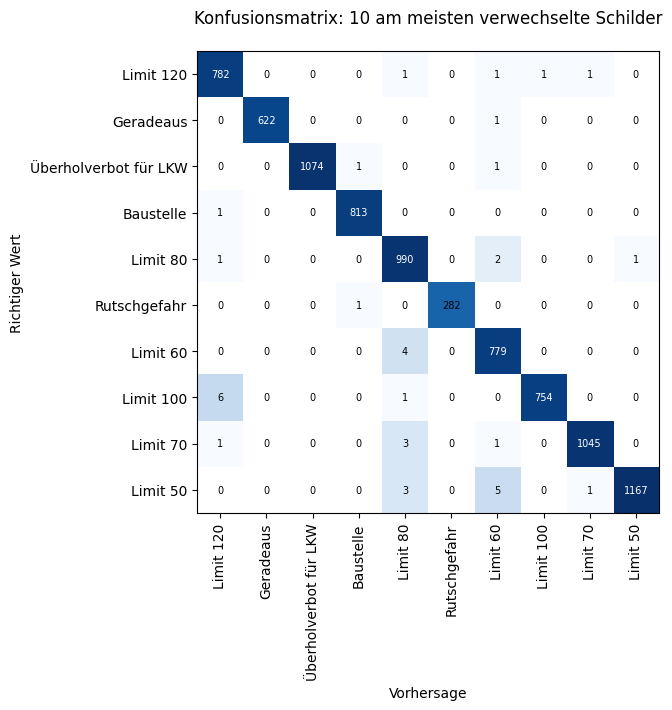 Konfusionsmatrix: 10 am meisten verwechselte Schilder
Limit 120 782 0 0 0 1 0 1 1 1 0
Geradeaus 0 622 0 0 0 0 1 0 0 0
Überholverbot für LKW 0 0 1074 1 0 0 1 0 0 0
Baustelle 1 0 0 813 0 0 0 0 0 0
Limit 80 1 0 0 0 990 0 2 0 0 1
Rutschgefahr 0 0 0 1 0 282 0 0 0 0
Limit 60 0 0 0 0 4 0 779 0 0 0
Limit 100 6 0 0 0 1 0 0 754 0 0
Limit 70 1 0 0 0 3 0 1 0 1045 0
Limit 50 0 0 0 0 3 0 5 0 1 1167
Richtiger Wert
Limit 120
Geradeaus
Überholverbot für LKW
Baustelle
Limit 80
Rutschgefahr
Limit 60
Limit 100
Limit 70
Limit 50
Vorhersage